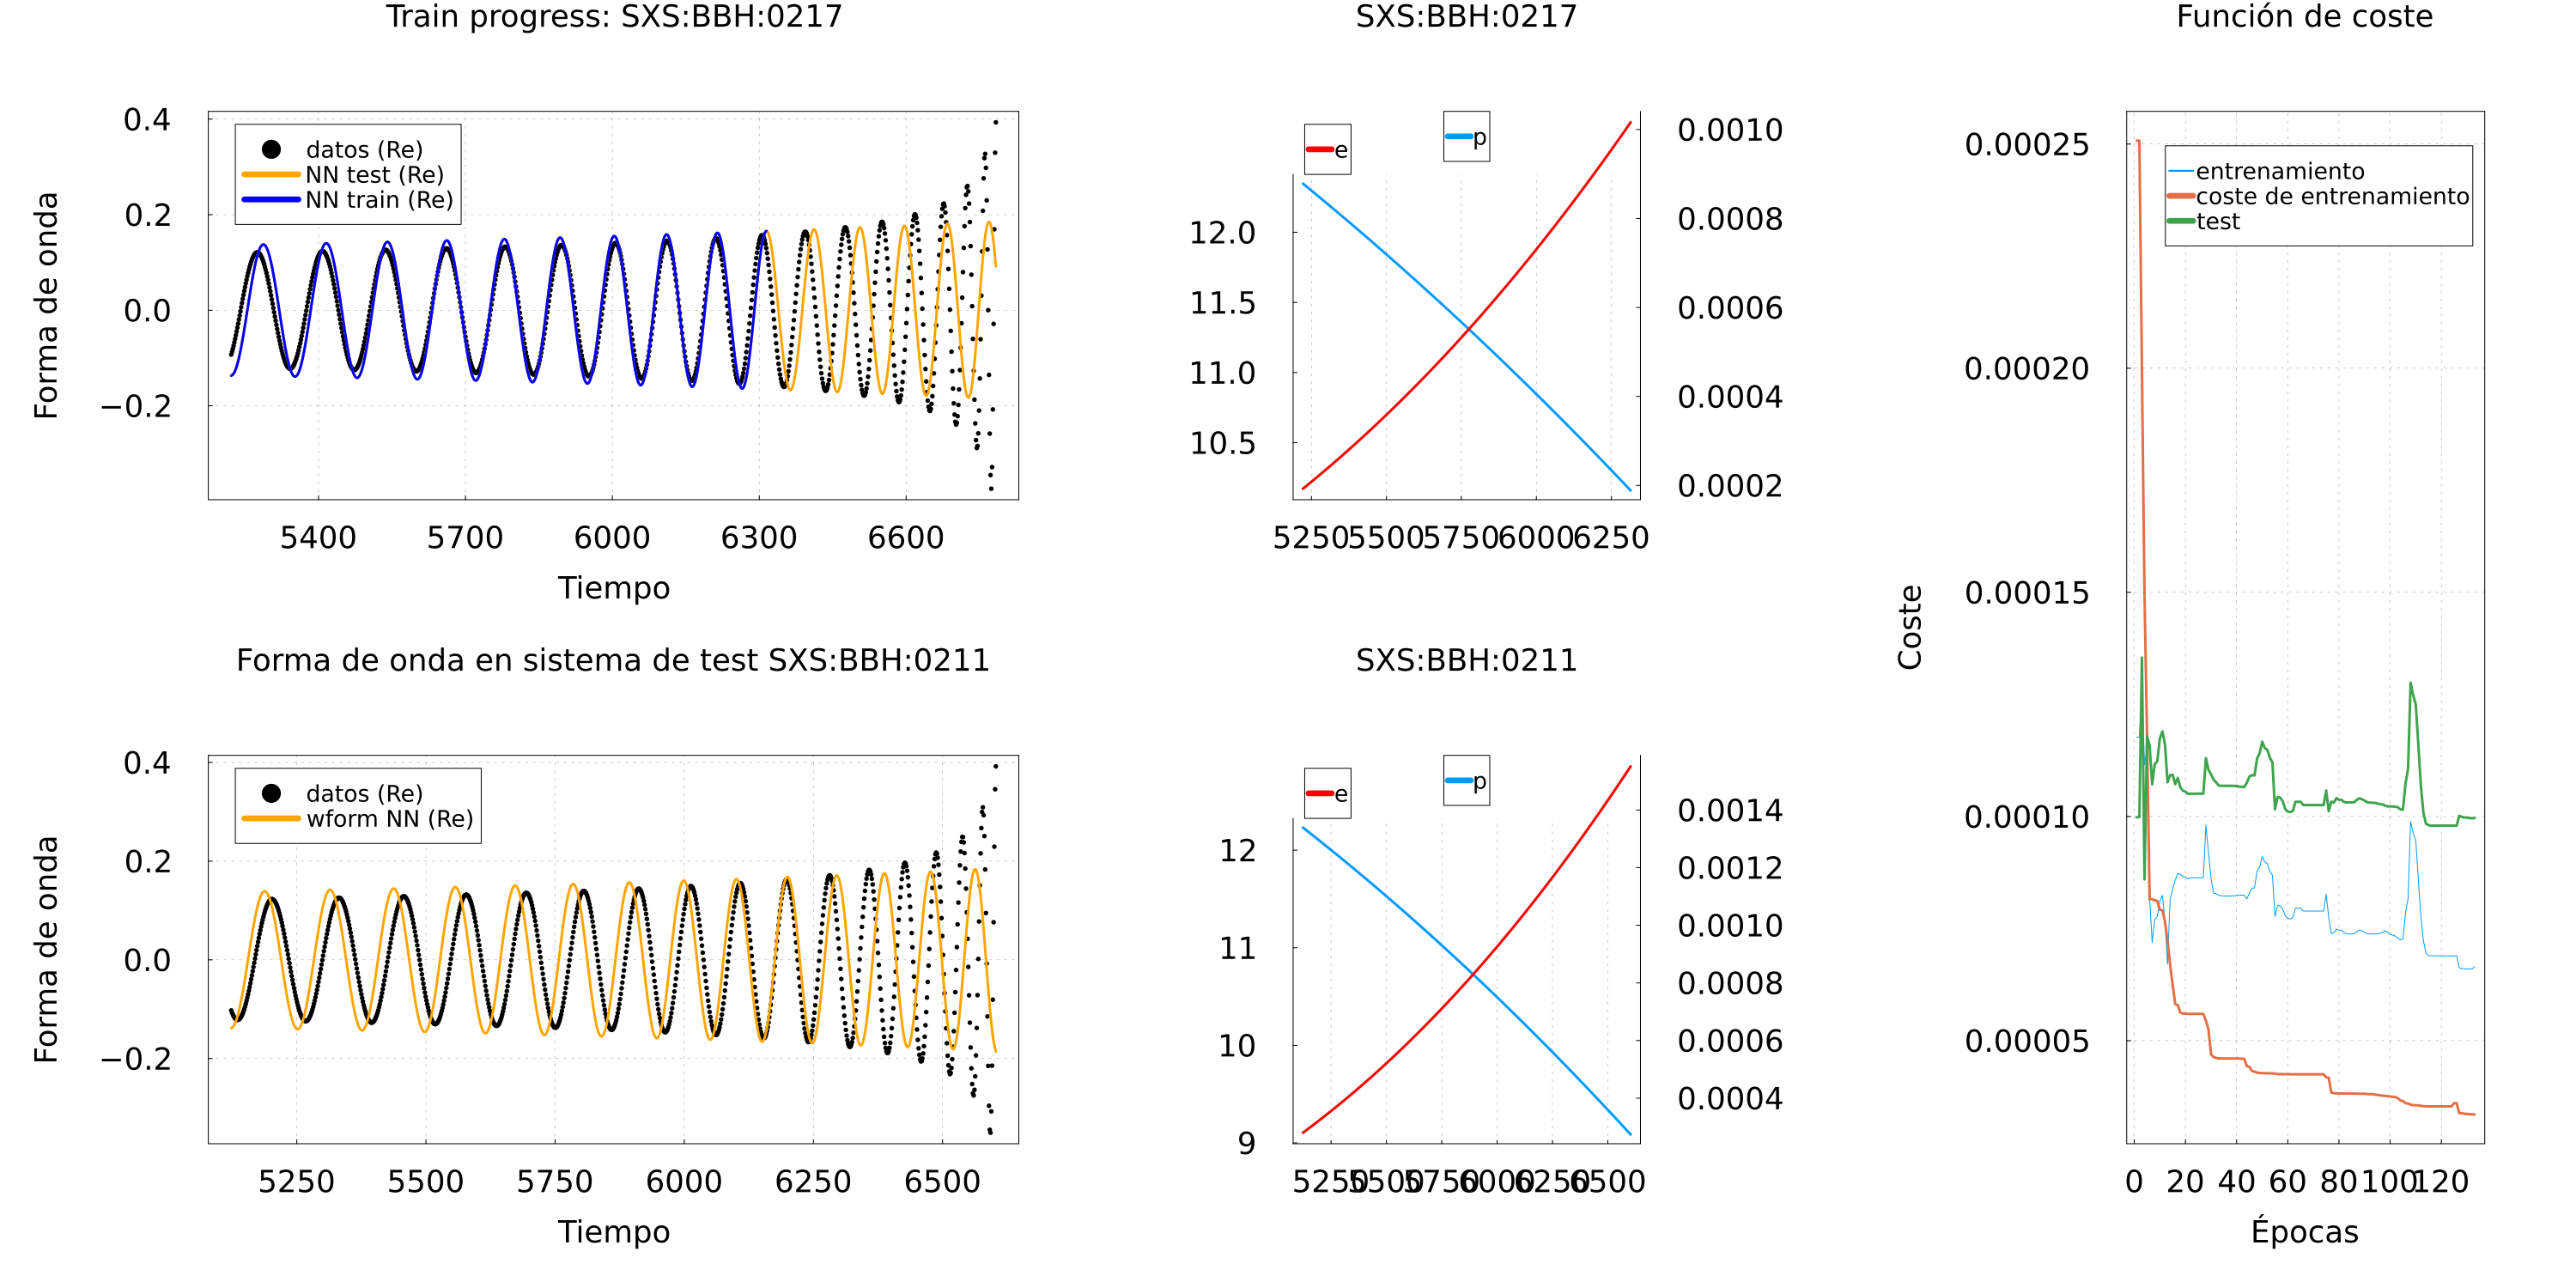 Train progress: SXS:BBH:0217
0.4
0.2
0.0
−0.2
Forma de onda
datos (Re)
NN test (Re)
NN train (Re)
5400 5700 6000 6300 6600
Tiempo
SXS:BBH:0217
e
p
12.0
11.5
11.0
10.5
0.0010
0.0008
0.0006
0.0004
0.0002
5250 5500 5750 6000 6250
Forma de onda en sistema de test SXS:BBH:0211
0.4
0.2
0.0
−0.2
Forma de onda
datos (Re)
wform NN (Re)
5250 5500 5750 6000 6250 6500
Tiempo
SXS:BBH:0211
e
p
12
11
10
9
0.0014
0.0012
0.0010
0.0008
0.0006
0.0004
5250 5500 5750 6000 6250 6500
Función de coste
0.00025
0.00020
0.00015
0.00010
0.00005
Coste
entrenamiento
coste de entrenamiento
test
0 20 40 60 80 100 120
Épocas